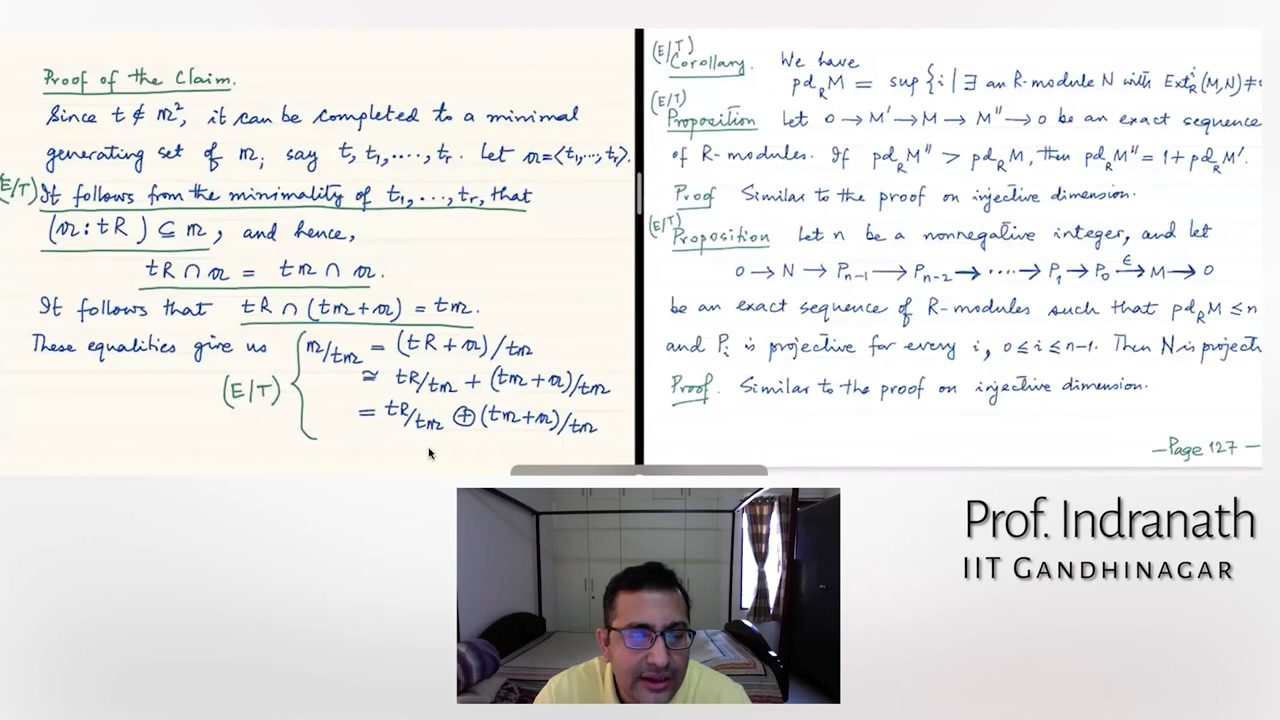 Proof of the Claim.
Since t ∉ 𝔪², it can be completed to a minimal
generating set of 𝔪, say t, t₁,...., tᵣ. Let 𝔫 = ⟨t₁,..., tᵣ⟩.
(E/T) It follows from the minimality of t₁,..., tᵣ, that
(𝔫 : tR) ⊆ 𝔪, and hence,
tR ∩ 𝔫 = t𝔪 ∩ 𝔫.
It follows that tR ∩ (t𝔪 + 𝔫) = t𝔪.
These equalities give us 𝔪/t𝔪 = (tR + 𝔫)/t𝔪
≅ tR/t𝔪 + (t𝔪 + 𝔫)/t𝔪
(E/T)
= tR/t𝔪 ⊕ (t𝔪 + 𝔫)/t𝔪
(E/T) Corollary. We have
pd_R M = sup {i | ∃ an R-module N with Ext^i_R (M, N) ≠
(E/T)
Proposition Let 0 → M' → M → M'' → 0 be an exact sequence
of R-modules. If pd_R M'' > pd_R M, then pd_R M'' = 1 + pd_R M'.
Proof Similar to the proof on injective dimension.
(E/T) Proposition Let n be a nonnegative integer, and let
0 → N → P_{n-1} → P_{n-2} → ···· → P₁ → P₀ →^ε M → 0
be an exact sequence of R-modules such that pd_R M ≤ n
and P_i is projective for every i, 0 ≤ i ≤ n-1. Then N is project
Proof. Similar to the proof on injective dimension.
— Page 127 —
Prof. Indranath
IIT GANDHINAGAR